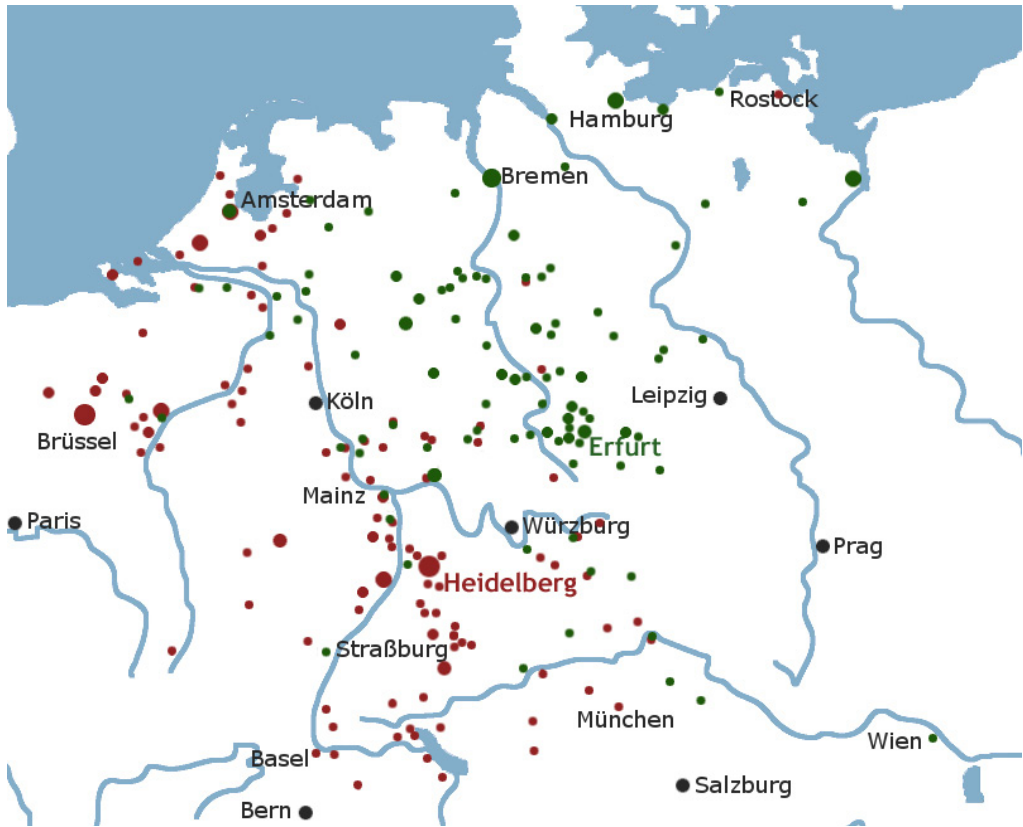 Rostock
Hamburg
Bremen
Amsterdam
Leipzig
Köln
Brüssel
Erfurt
Mainz
Paris
Würzburg
Prag
Heidelberg
Straßburg
München
Wien
Basel
Salzburg
Bern